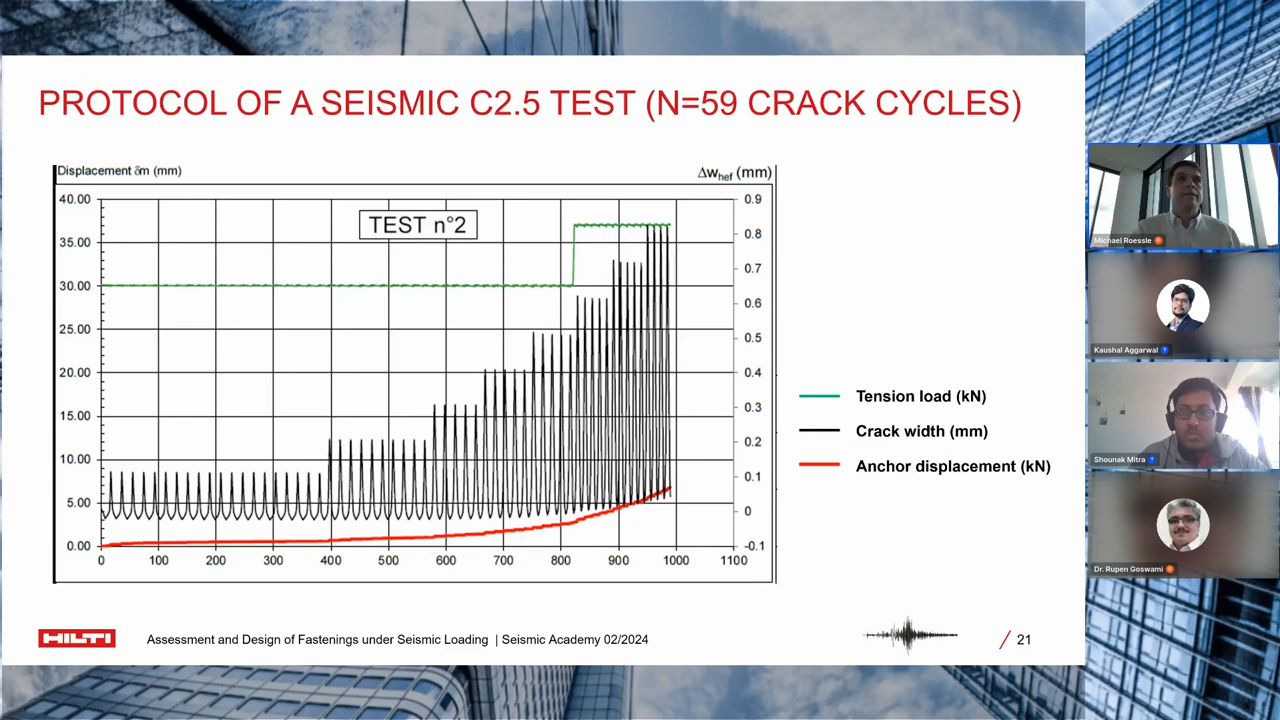 PROTOCOL OF A SEISMIC C2.5 TEST (N=59 CRACK CYCLES)
Displacement δm (mm)
Δwhef (mm)
TEST n°2
40.00
35.00
30.00
25.00
20.00
15.00
10.00
5.00
0.00
0.9
0.8
0.7
0.6
0.5
0.4
0.3
0.2
0.1
0
-0.1
0 100 200 300 400 500 600 700 800 900 1000 1100
Tension load (kN)
Crack width (mm)
Anchor displacement (kN)
HILTI
Assessment and Design of Fastenings under Seismic Loading | Seismic Academy 02/2024
21
Michael Roessle
Kaushal Aggarwal
Shounak Mitra
Dr. Rupen Goswami